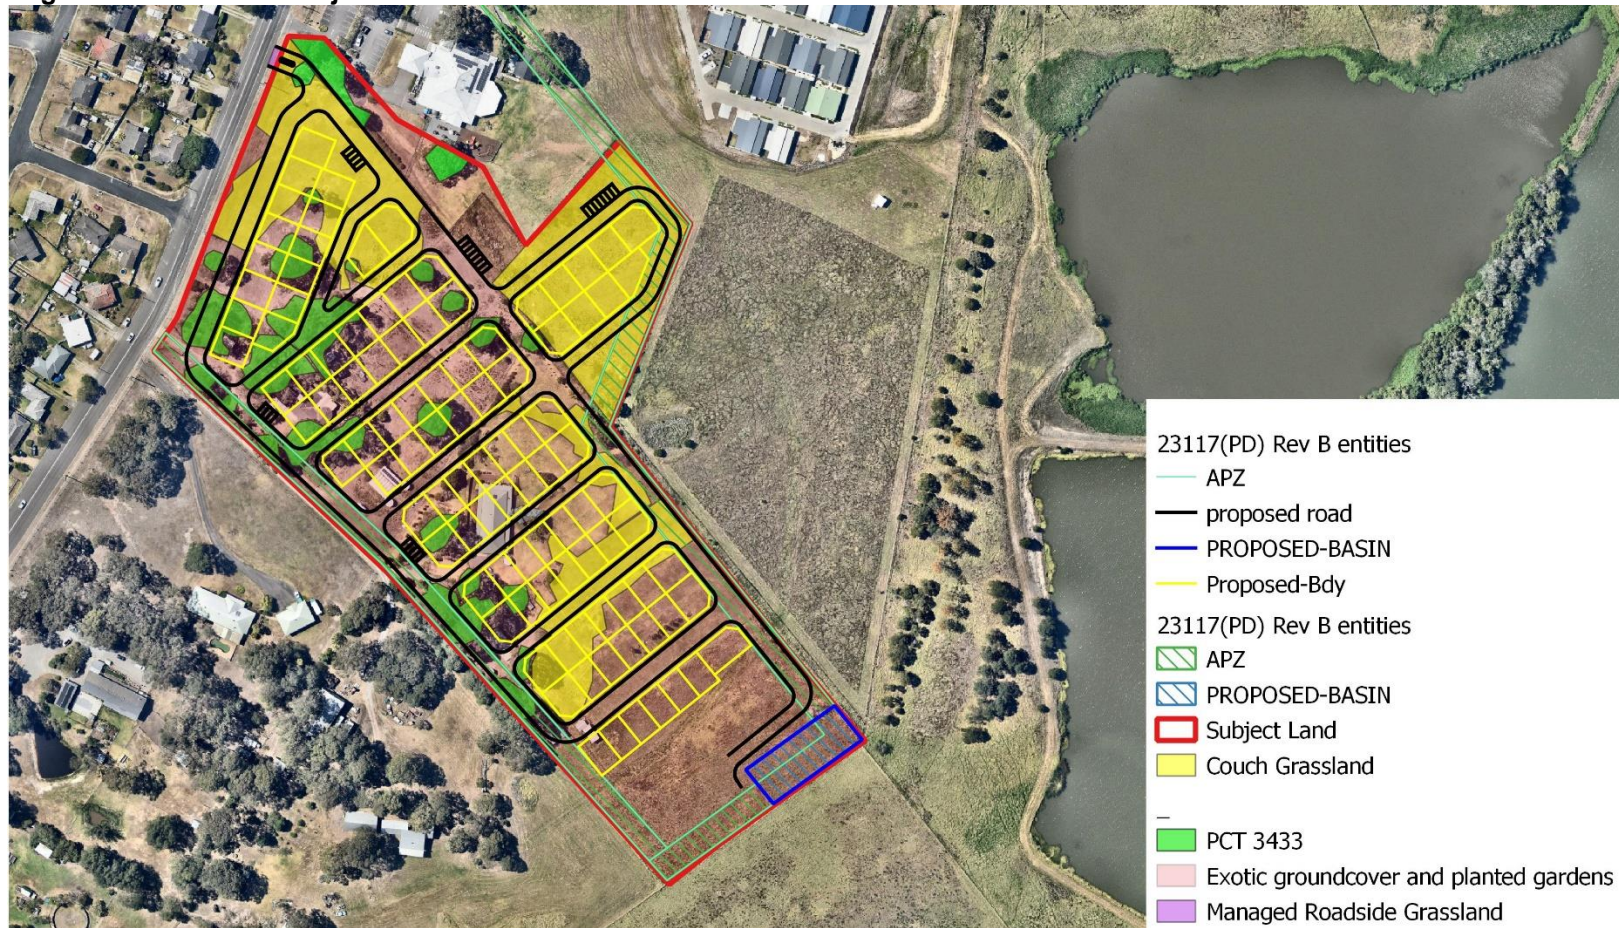 23117(PD) Rev B entities
APZ
proposed road
PROPOSED-BASIN
Proposed-Bdy
23117(PD) Rev B entities
APZ
PROPOSED-BASIN
Subject Land
Couch Grassland
_
PCT 3433
Exotic groundcover and planted gardens
Managed Roadside Grassland